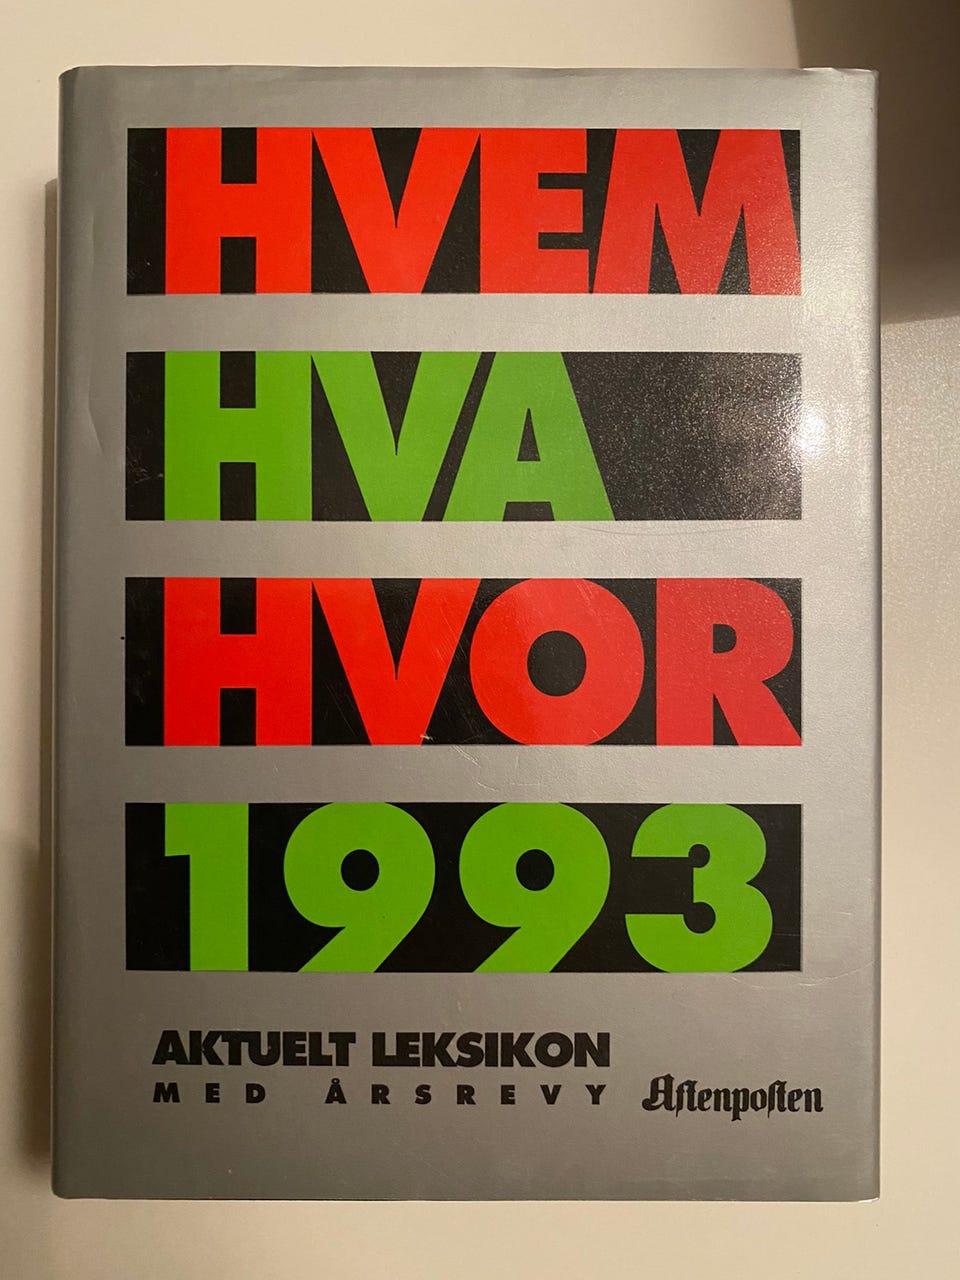 HVEM
HVA
HVOR
1993
AKTUELT LEKSIKON
MED ÅRSREVY
Aftenposten